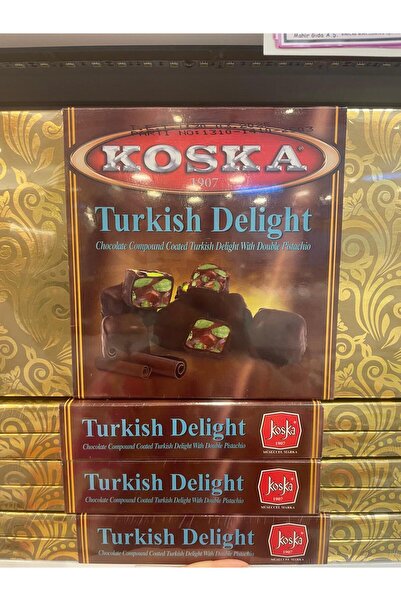 Mahir Gıda A.Ş.
KOSKA
1907
Turkish Delight
Chocolate Compound Coated Turkish Delight With Double Pistachio
Turkish Delight
Chocolate Compound Coated Turkish Delight With Double Pistachio
koska
1907
Turkish Delight
Chocolate Compound Coated Turkish Delight With Double Pistachio
koska
1907
Turkish Delight
Chocolate Compound Coated Turkish Delight With Double Pistachio
koska
1907